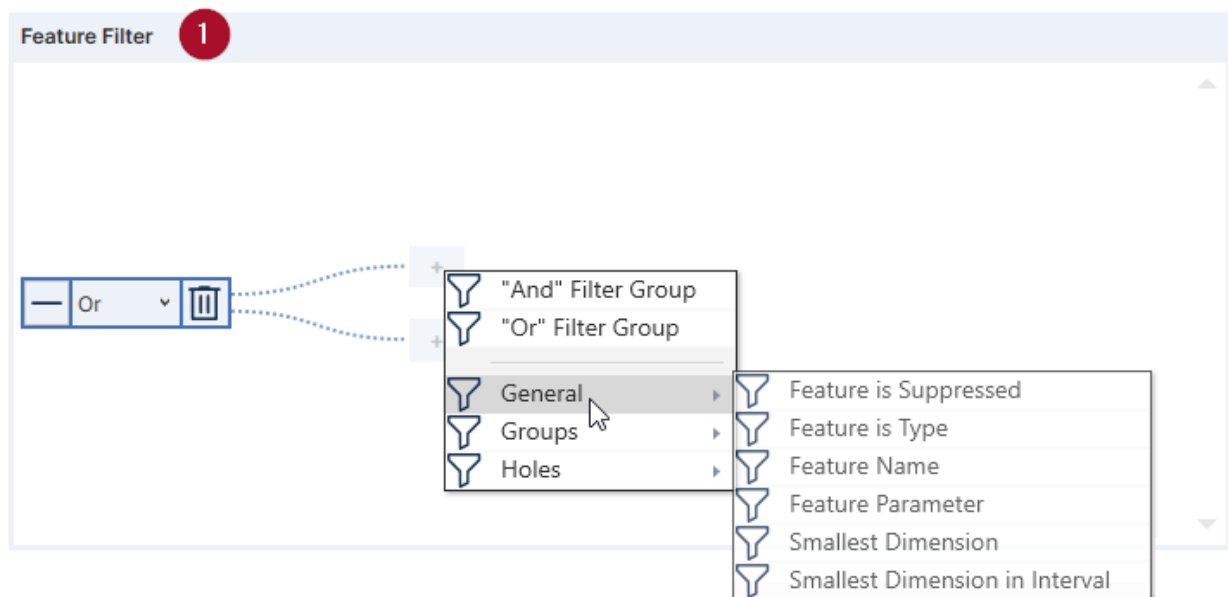 Feature Filter 1
Or
"And" Filter Group
"Or" Filter Group
General
Groups
Holes
Feature is Suppressed
Feature is Type
Feature Name
Feature Parameter
Smallest Dimension
Smallest Dimension in Interval